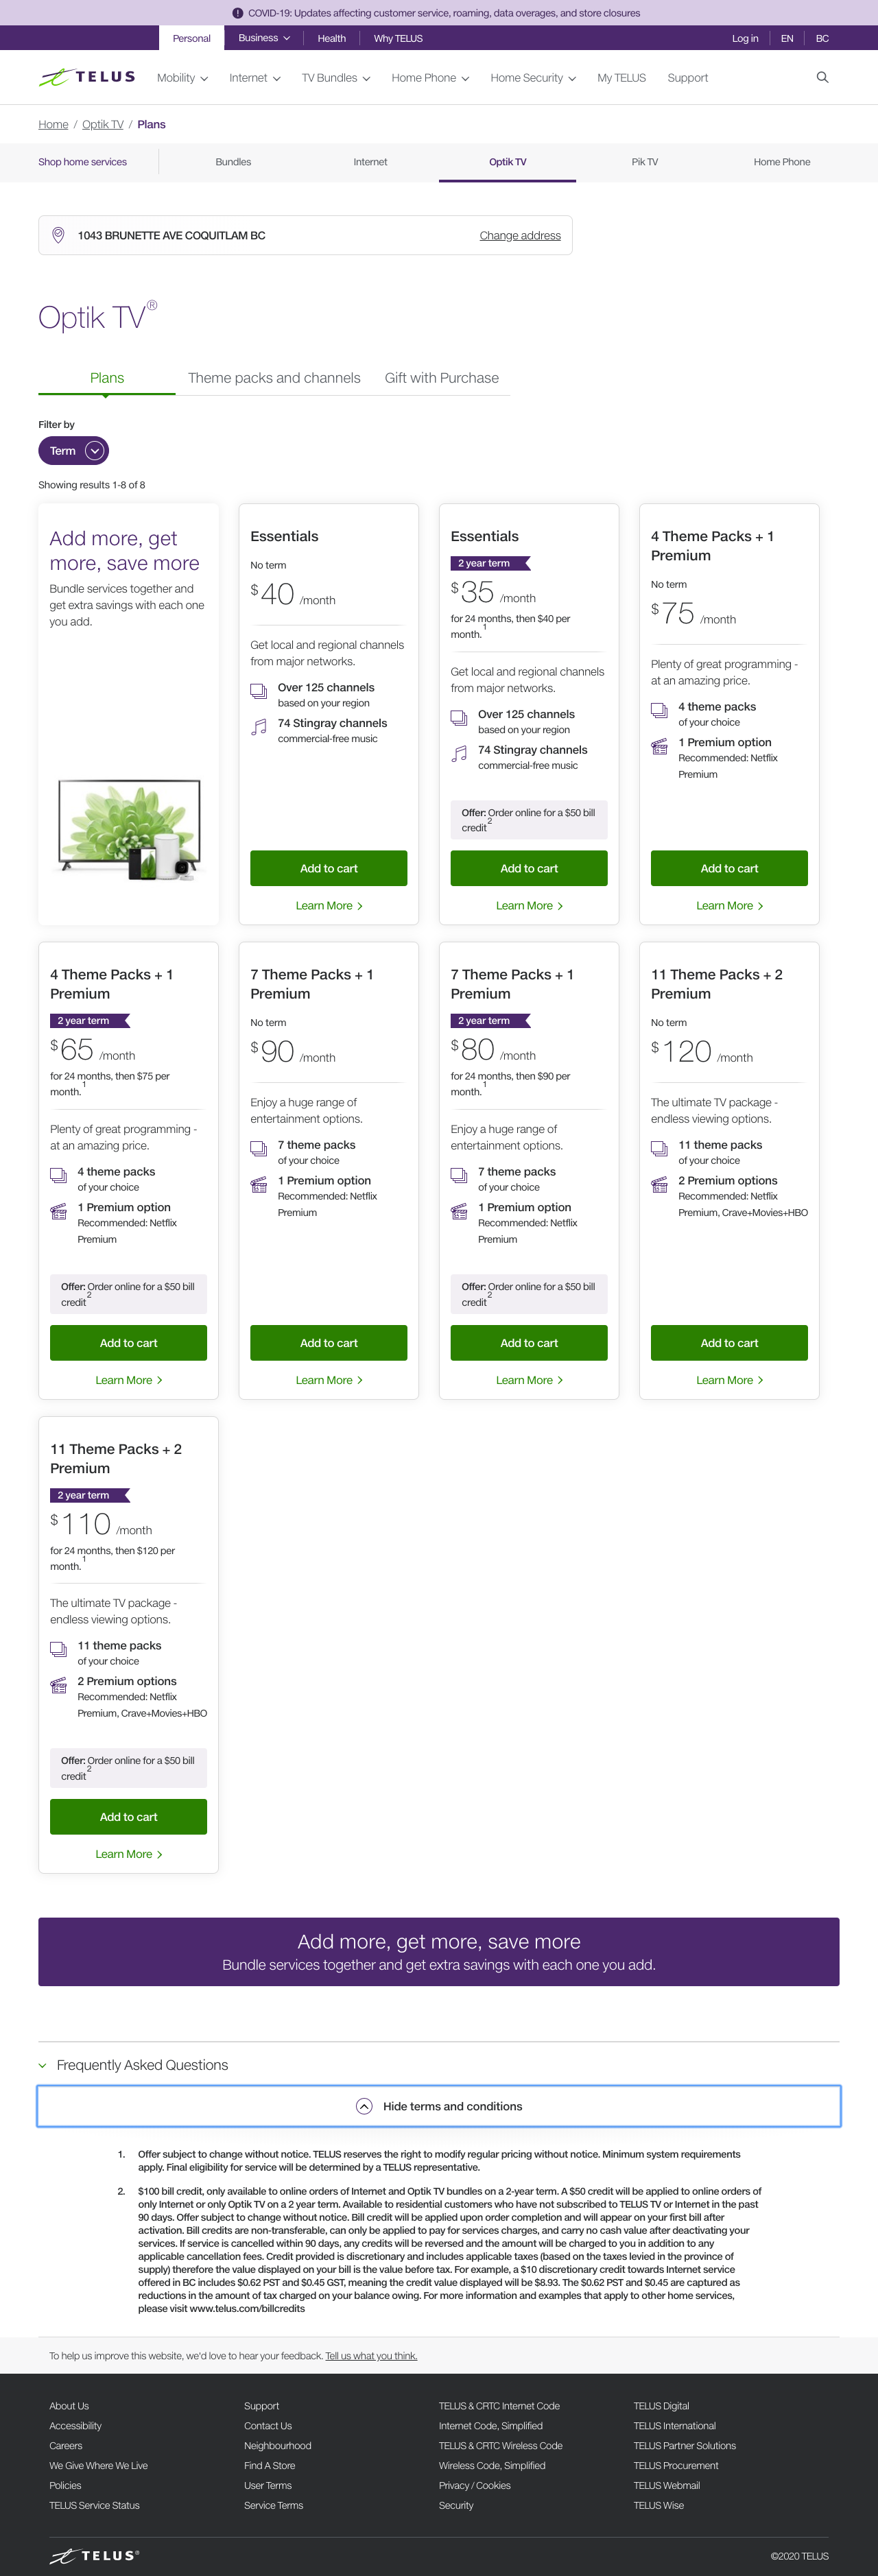 COVID-19: Updates affecting customer service, roaming, data overages, and store closures
Personal
Business
Health
Why TELUS
Log in
EN
BC
TELUS
Mobility
Internet
TV Bundles
Home Phone
Home Security
My TELUS
Support
Home / Optik TV / Plans
Shop home services
Bundles
Internet
Optik TV
Pik TV
Home Phone
1043 BRUNETTE AVE COQUITLAM BC
Change address
Optik TV®
Plans
Theme packs and channels
Gift with Purchase
Filter by
Term
Showing results 1-8 of 8
Add more, get
more, save more
Bundle services together and
get extra savings with each one
you add.
Essentials
No term
$40 /month
Get local and regional channels
from major networks.
Over 125 channels
based on your region
74 Stingray channels
commercial-free music
Add to cart
Learn More
Essentials
2 year term
$35 /month
for 24 months, then $40 per
month.1
Get local and regional channels
from major networks.
Over 125 channels
based on your region
74 Stingray channels
commercial-free music
Offer: Order online for a $50 bill
credit2
Add to cart
Learn More
4 Theme Packs + 1
Premium
No term
$75 /month
Plenty of great programming -
at an amazing price.
4 theme packs
of your choice
1 Premium option
Recommended: Netflix
Premium
Add to cart
Learn More
4 Theme Packs + 1
Premium
2 year term
$65 /month
for 24 months, then $75 per
month.1
Plenty of great programming -
at an amazing price.
4 theme packs
of your choice
1 Premium option
Recommended: Netflix
Premium
Offer: Order online for a $50 bill
credit2
Add to cart
Learn More
7 Theme Packs + 1
Premium
No term
$90 /month
Enjoy a huge range of
entertainment options.
7 theme packs
of your choice
1 Premium option
Recommended: Netflix
Premium
Add to cart
Learn More
7 Theme Packs + 1
Premium
2 year term
$80 /month
for 24 months, then $90 per
month.1
Enjoy a huge range of
entertainment options.
7 theme packs
of your choice
1 Premium option
Recommended: Netflix
Premium
Offer: Order online for a $50 bill
credit2
Add to cart
Learn More
11 Theme Packs + 2
Premium
No term
$120 /month
The ultimate TV package -
endless viewing options.
11 theme packs
of your choice
2 Premium options
Recommended: Netflix
Premium, Crave+Movies+HBO
Add to cart
Learn More
11 Theme Packs + 2
Premium
2 year term
$110 /month
for 24 months, then $120 per
month.1
The ultimate TV package -
endless viewing options.
11 theme packs
of your choice
2 Premium options
Recommended: Netflix
Premium, Crave+Movies+HBO
Offer: Order online for a $50 bill
credit2
Add to cart
Learn More
Add more, get more, save more
Bundle services together and get extra savings with each one you add.
Frequently Asked Questions
Hide terms and conditions
1. Offer subject to change without notice. TELUS reserves the right to modify regular pricing without notice. Minimum system requirements
apply. Final eligibility for service will be determined by a TELUS representative.
2. $100 bill credit, only available to online orders of Internet and Optik TV bundles on a 2-year term. A $50 credit will be applied to online orders of
only Internet or only Optik TV on a 2 year term. Available to residential customers who have not subscribed to TELUS TV or Internet in the past
90 days. Offer subject to change without notice. Bill credit will be applied upon order completion and will appear on your first bill after
activation. Bill credits are non-transferable, can only be applied to pay for services charges, and carry no cash value after deactivating your
services. If service is cancelled within 90 days, any credits will be reversed and the amount will be charged to you in addition to any
applicable cancellation fees. Credit provided is discretionary and includes applicable taxes (based on the taxes levied in the province of
supply) therefore the value displayed on your bill is the value before tax. For example, a $10 discretionary credit towards Internet service
offered in BC includes $0.62 PST and $0.45 GST, meaning the credit value displayed will be $8.93. The $0.62 PST and $0.45 are captured as
reductions in the amount of tax charged on your balance owing. For more information and examples that apply to other home services,
please visit www.telus.com/billcredits
To help us improve this website, we'd love to hear your feedback. Tell us what you think.
About Us
Accessibility
Careers
We Give Where We Live
Policies
TELUS Service Status
Support
Contact Us
Neighbourhood
Find A Store
User Terms
Service Terms
TELUS & CRTC Internet Code
Internet Code, Simplified
TELUS & CRTC Wireless Code
Wireless Code, Simplified
Privacy / Cookies
Security
TELUS Digital
TELUS International
TELUS Partner Solutions
TELUS Procurement
TELUS Webmail
TELUS Wise
TELUS®
©2020 TELUS